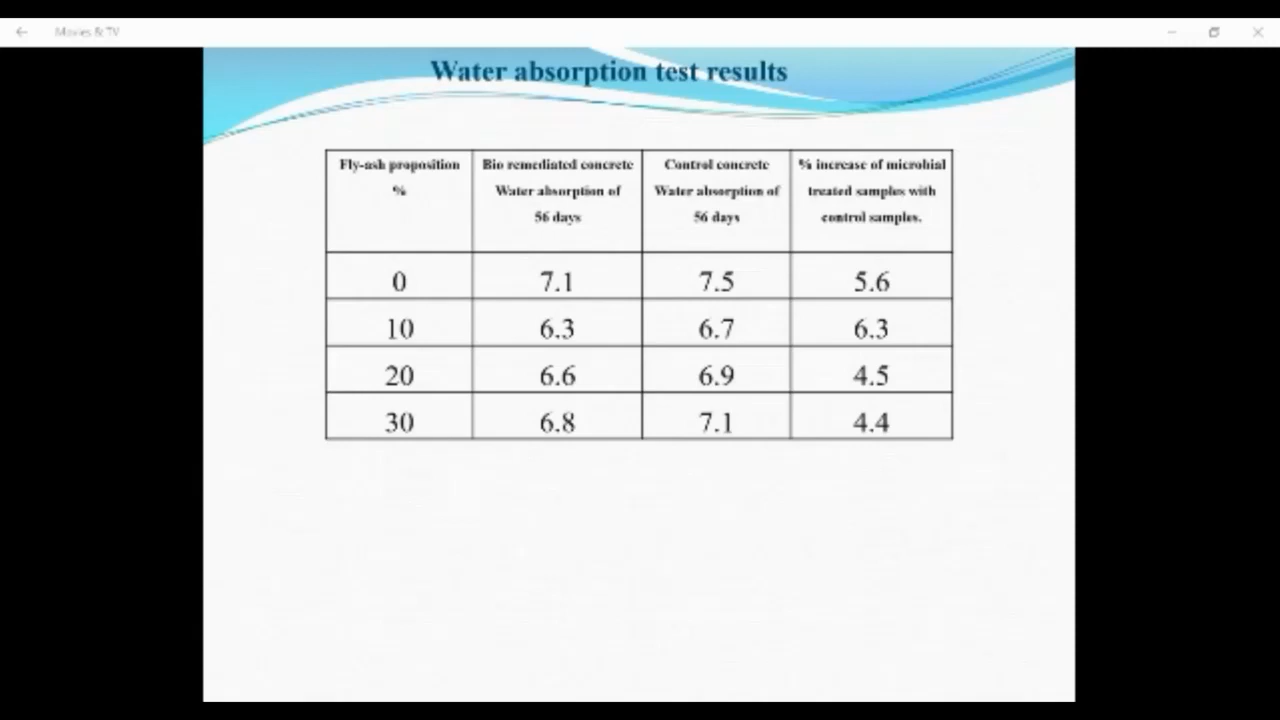 Movies & TV
Water absorption test results
Fly-ash proposition
%
Bio remediated concrete
Water absorption of
56 days
Control concrete
Water absorption of
56 days
% increase of microbial
treated samples with
control samples.
0 7.1 7.5 5.6
10 6.3 6.7 6.3
20 6.6 6.9 4.5
30 6.8 7.1 4.4